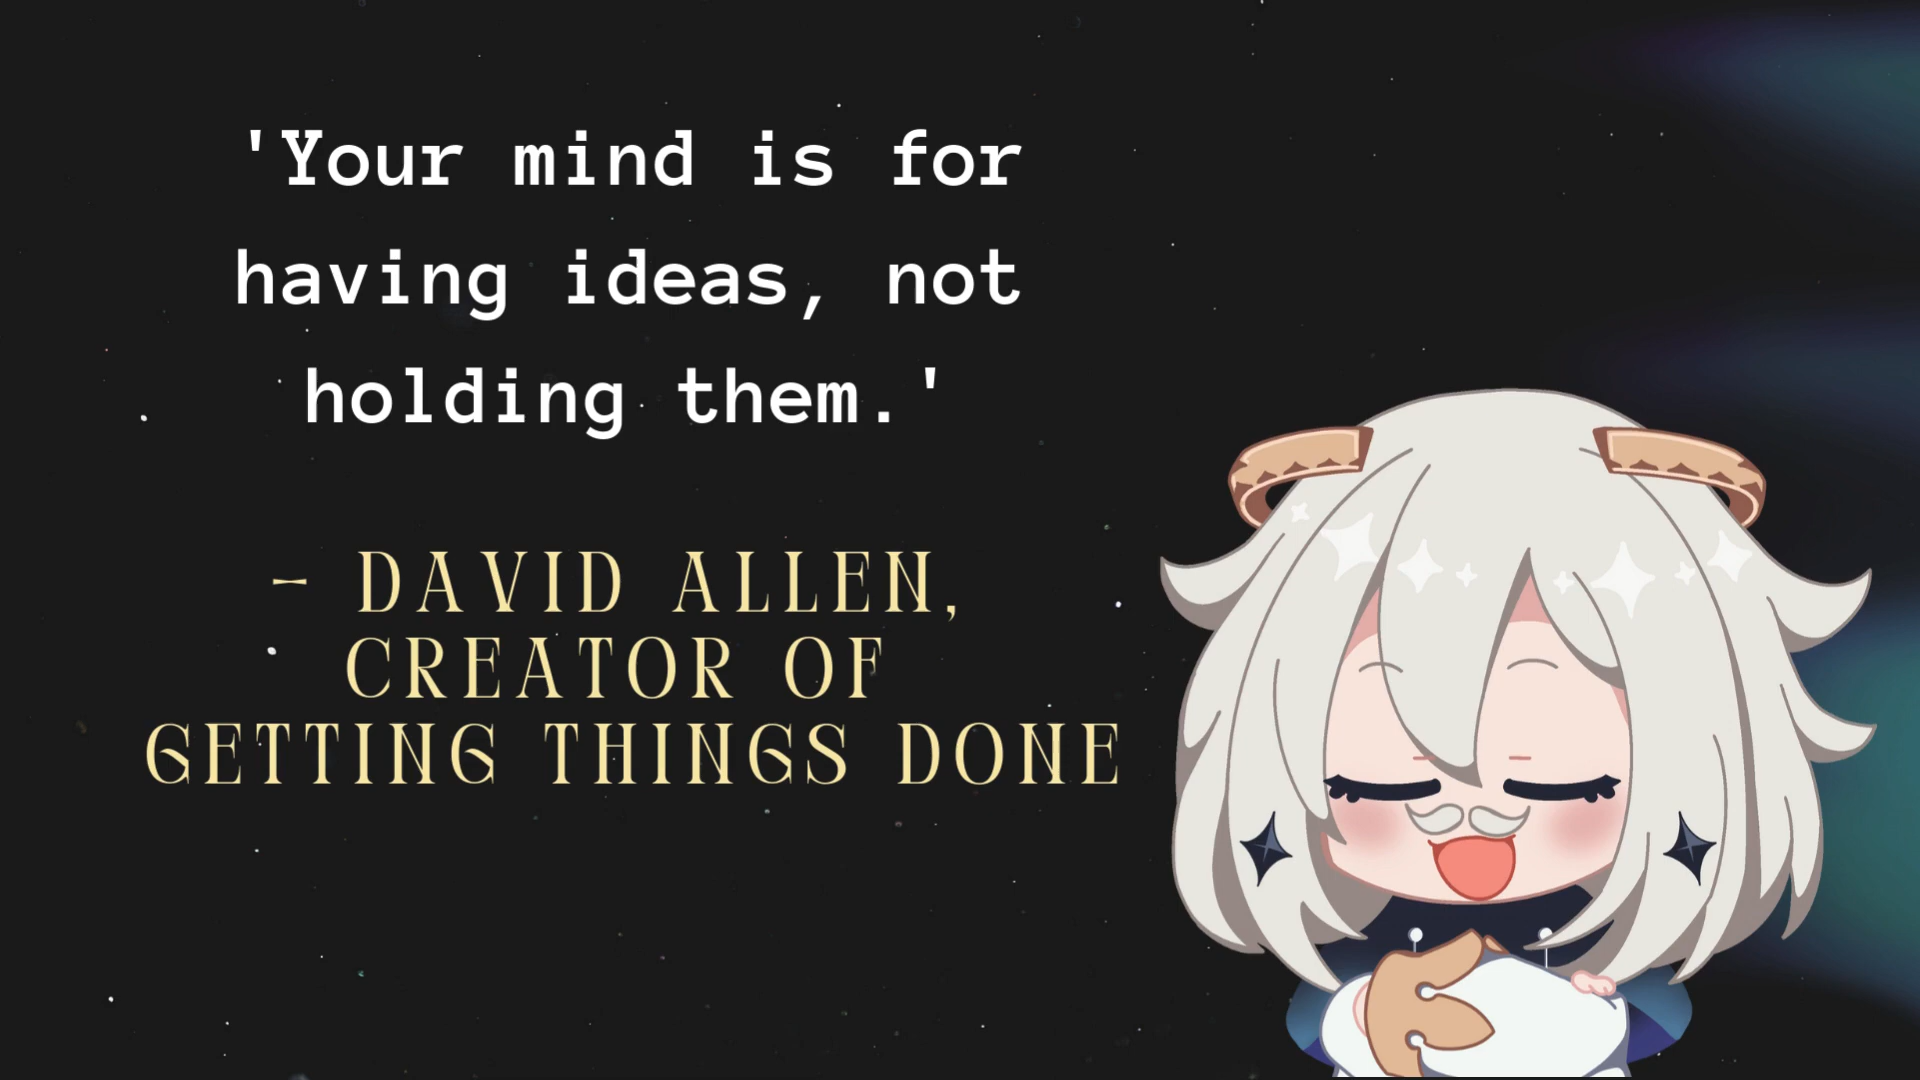 'Your mind is for
having ideas, not
holding them.'
- DAVID ALLEN,
CREATOR OF
GETTING THINGS DONE